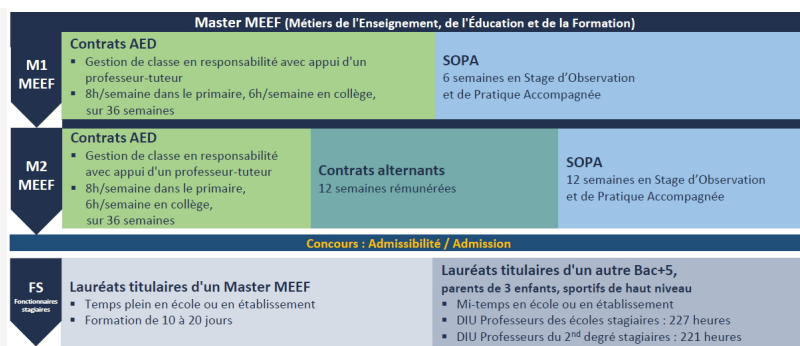 Master MEEF (Métiers de l'Enseignement, de l'Éducation et de la Formation)
M1
MEEF
Contrats AED
▪ Gestion de classe en responsabilité avec appui d'un
professeur-tuteur
▪ 8h/semaine dans le primaire, 6h/semaine en collège,
sur 36 semaines
SOPA
6 semaines en Stage d'Observation
et de Pratique Accompagnée
M2
MEEF
Contrats AED
▪ Gestion de classe en responsabilité
avec appui d'un professeur-tuteur
▪ 8h/semaine dans le primaire,
6h/semaine en collège,
sur 36 semaines
Contrats alternants
12 semaines rémunérées
SOPA
12 semaines en Stage d'Observation
et de Pratique Accompagnée
Concours : Admissibilité / Admission
FS
Fonctionnaires
stagiaires
Lauréats titulaires d'un Master MEEF
▪ Temps plein en école ou en établissement
▪ Formation de 10 à 20 jours
Lauréats titulaires d'un autre Bac+5,
parents de 3 enfants, sportifs de haut niveau
▪ Mi-temps en école ou en établissement
▪ DIU Professeurs des écoles stagiaires : 227 heures
▪ DIU Professeurs du 2nd degré stagiaires : 221 heures